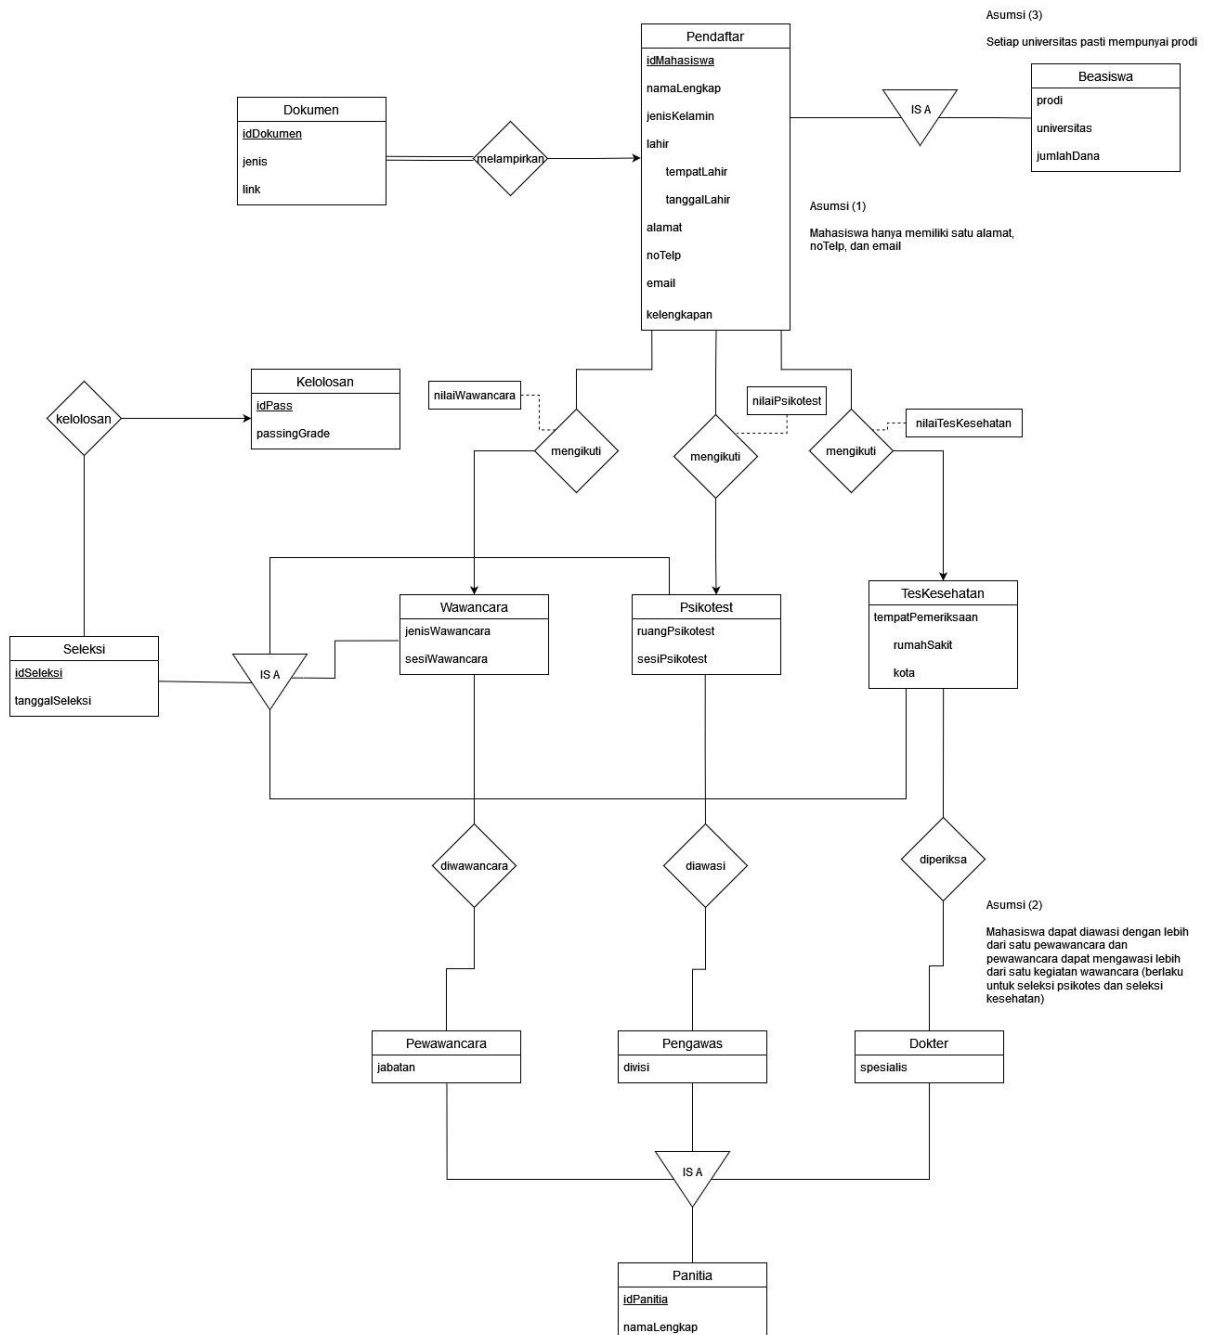 Asumsi (3)
Setiap universitas pasti mempunyai prodi
Pendaftar
idMahasiswa
namaLengkap
jenisKelamin
lahir
tempatLahir
tanggalLahir
alamat
noTelp
email
kelengkapan
IS A
Beasiswa
prodi
universitas
jumlahDana
Dokumen
idDokumen
jenis
link
melampirkan
Asumsi (1)
Mahasiswa hanya memiliki satu alamat,
noTelp, dan email
kelolosan
Kelolosan
idPass
passingGrade
nilaiWawancara
mengikuti
nilaiPsikotest
mengikuti
nilaiTesKesehatan
mengikuti
Seleksi
idSeleksi
tanggalSeleksi
IS A
Wawancara
jenisWawancara
sesiWawancara
Psikotest
ruangPsikotest
sesiPsikotest
TesKesehatan
tempatPemeriksaan
rumahSakit
kota
diwawancara
diawasi
diperiksa
Asumsi (2)
Mahasiswa dapat diawasi dengan lebih
dari satu pewawancara dan
pewawancara dapat mengawasi lebih
dari satu kegiatan wawancara (berlaku
untuk seleksi psikotes dan seleksi
kesehatan)
Pewawancara
jabatan
Pengawas
divisi
Dokter
spesialis
IS A
Panitia
idPanitia
namaLengkap